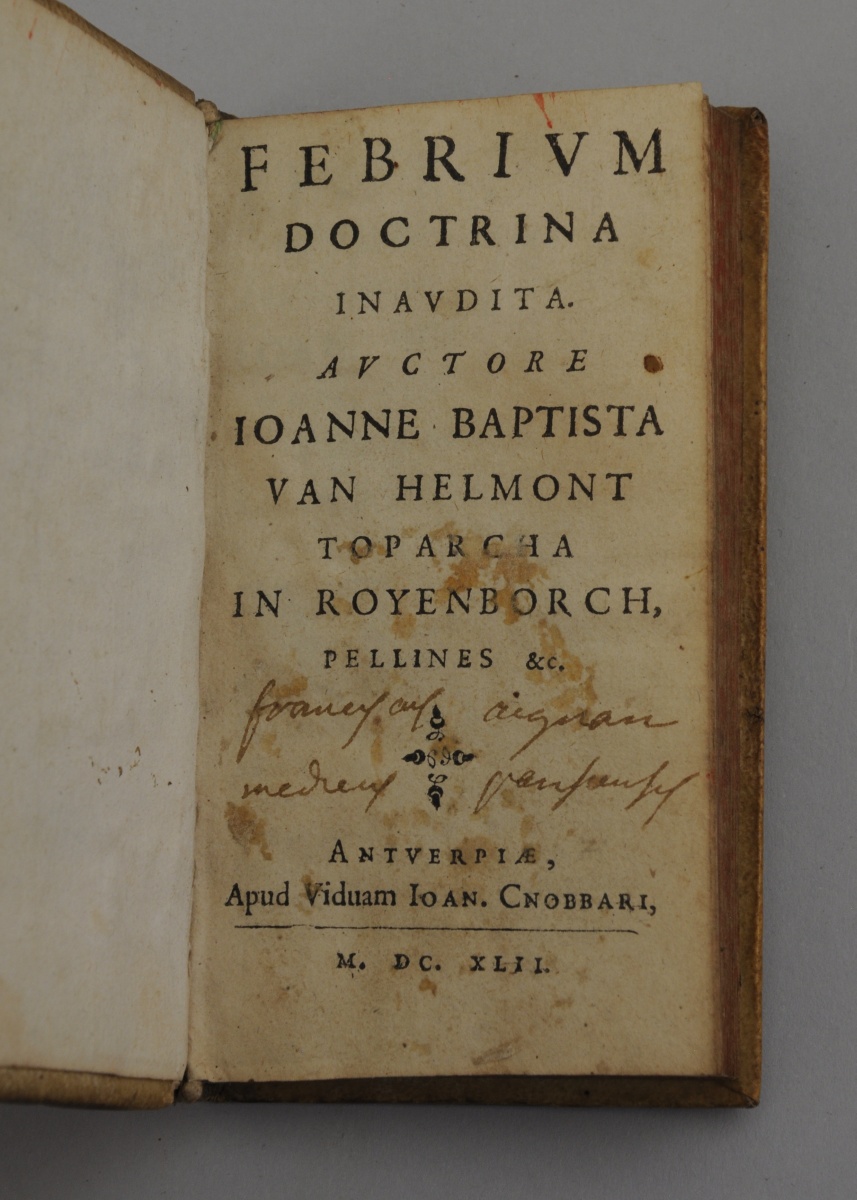 FEBRIVM
DOCTRINA
INAVDITA.
AVCTORE
IOANNE BAPTISTA
VAN HELMONT
TOPARCHA
IN ROYENBORCH,
PELLINES &c.
aignan
ANTVERPIÆ,
Apud Viduam IOAN. CNOBBARI,
M. DC. XLII.